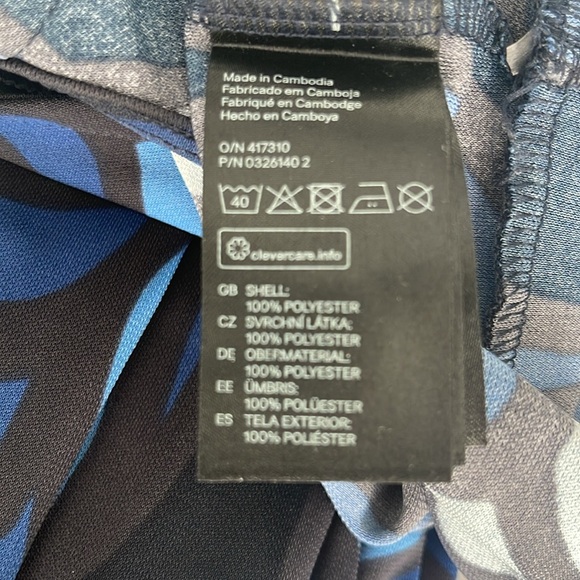 Made in Cambodia
Fabricado em Camboja
Fabriqué en Cambodge
Hecho en Camboya
O/N 417310
P/N 0326140 2
40
clevercare.info
GB SHELL:
100% POLYESTER
CZ SVRCHNÍ LÁTKA:
100% POLYESTER
DE OBERMATERIAL:
100% POLYESTER
EE ÜMBRIS:
100% POLÜESTER
ES TELA EXTERIOR:
100% POLIÉSTER